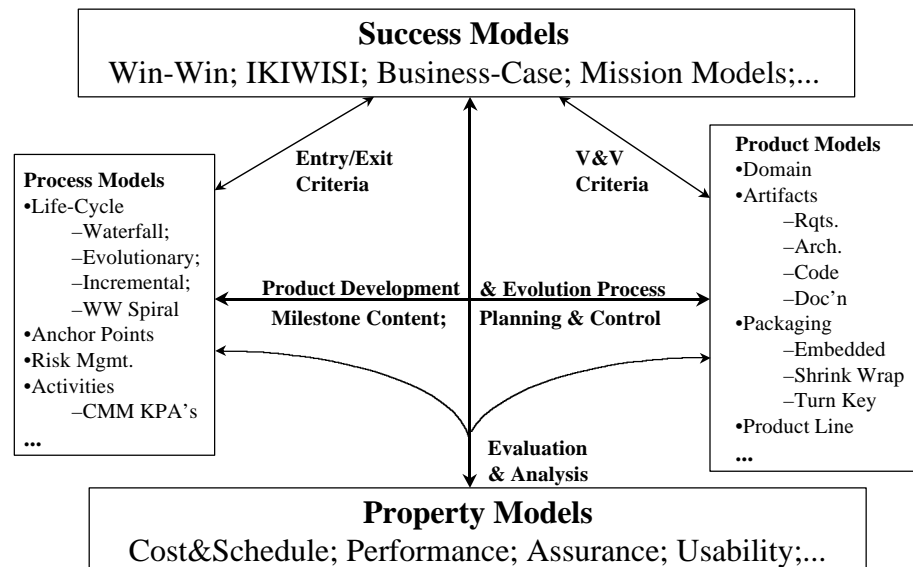 Success Models
Win-Win; IKIWISI; Business-Case; Mission Models;...
Entry/Exit
Criteria
V&V
Criteria
Process Models
•Life-Cycle
–Waterfall;
–Evolutionary;
–Incremental;
–WW Spiral
•Anchor Points
•Risk Mgmt.
•Activities
–CMM KPA's
...
Product Development & Evolution Process
Milestone Content; Planning & Control
Product Models
•Domain
•Artifacts
–Rqts.
–Arch.
–Code
–Doc'n
•Packaging
–Embedded
–Shrink Wrap
–Turn Key
•Product Line
...
Evaluation
& Analysis
Property Models
Cost&Schedule; Performance; Assurance; Usability;...